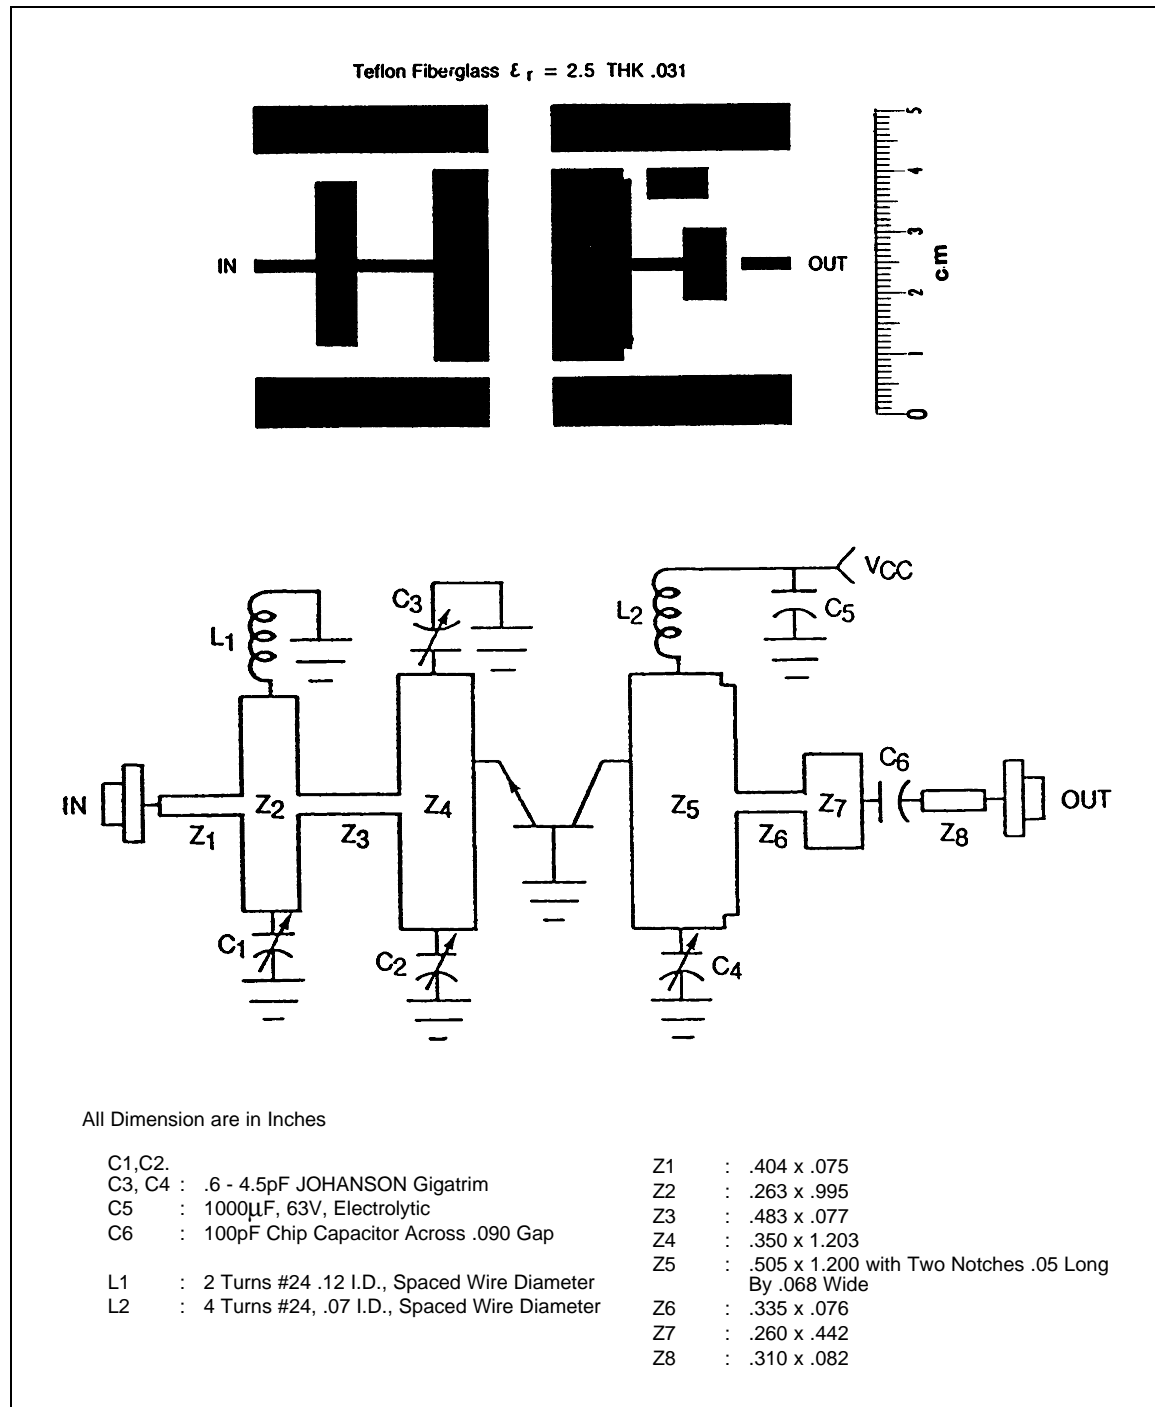 Teflon Fiberglass ε r = 2.5 THK .031
IN
OUT
5
4
3
2
1
0
cm
VCC
C3
L1
L2
C5
IN
Z1
Z2
Z3
Z4
Z5
Z6
Z7
C6
Z8
OUT
C1
C2
C4
All Dimension are in Inches
C1,C2.
C3, C4 : .6 - 4.5pF JOHANSON Gigatrim
C5 : 1000µF, 63V, Electrolytic
C6 : 100pF Chip Capacitor Across .090 Gap
L1 : 2 Turns #24 .12 I.D., Spaced Wire Diameter
L2 : 4 Turns #24, .07 I.D., Spaced Wire Diameter
Z1 : .404 x .075
Z2 : .263 x .995
Z3 : .483 x .077
Z4 : .350 x 1.203
Z5 : .505 x 1.200 with Two Notches .05 Long
By .068 Wide
Z6 : .335 x .076
Z7 : .260 x .442
Z8 : .310 x .082